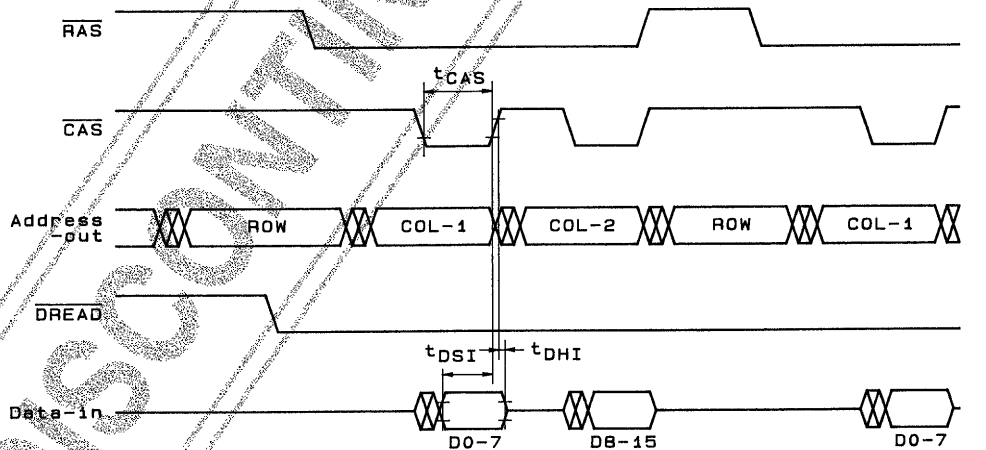 RAS
tCAS
CAS
Address
-out
ROW
COL-1
COL-2
ROW
COL-1
DREAD
tDSI
tDHI
Data-in
D0-7
D8-15
D0-7
DISCONTIN